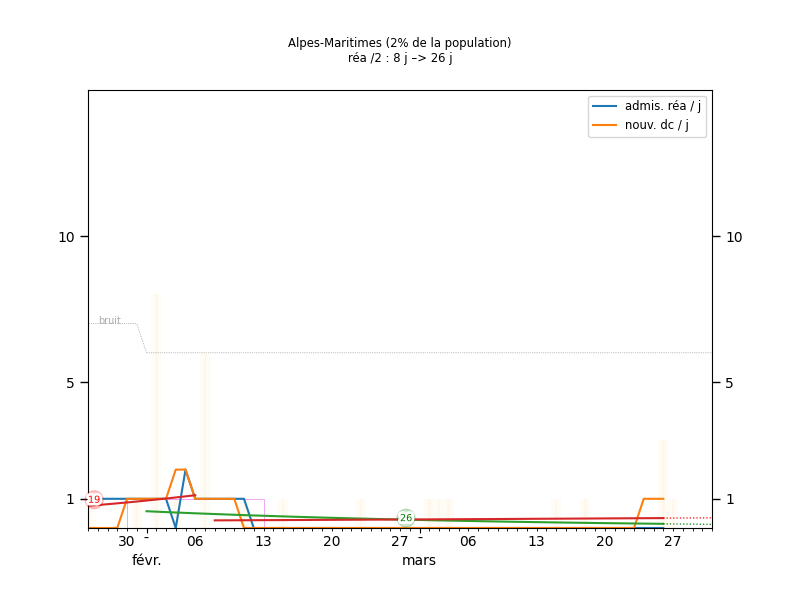 Alpes-Maritimes (2% de la population)
réa /2 : 8 j –> 26 j
admis. réa / j
nouv. dc / j
10
10
bruit
5
5
1
19
1
26
30
06
13
20
27
06
13
20
27
févr.
mars